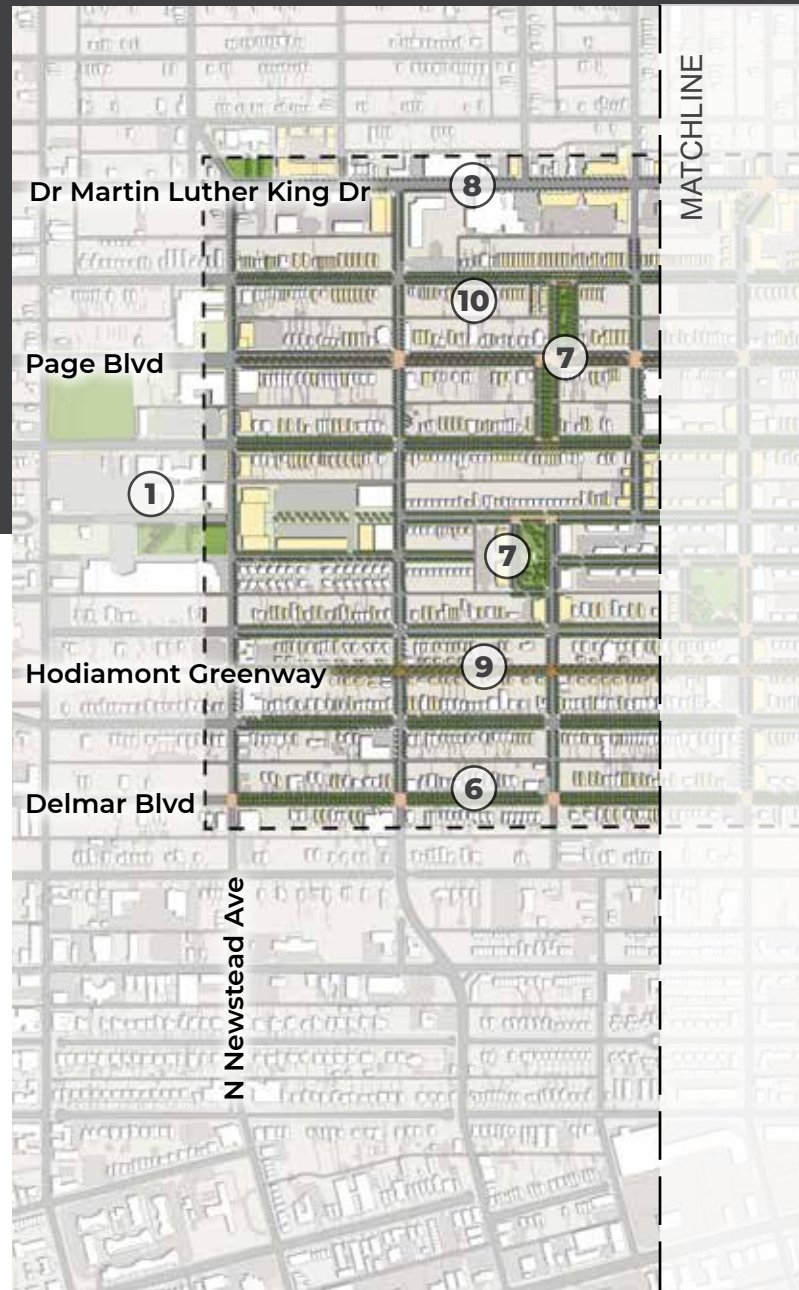 MATCHLINE
Dr Martin Luther King Dr
8
10
Page Blvd
7
1
7
Hodiamont Greenway
9
Delmar Blvd
6
N Newstead Ave